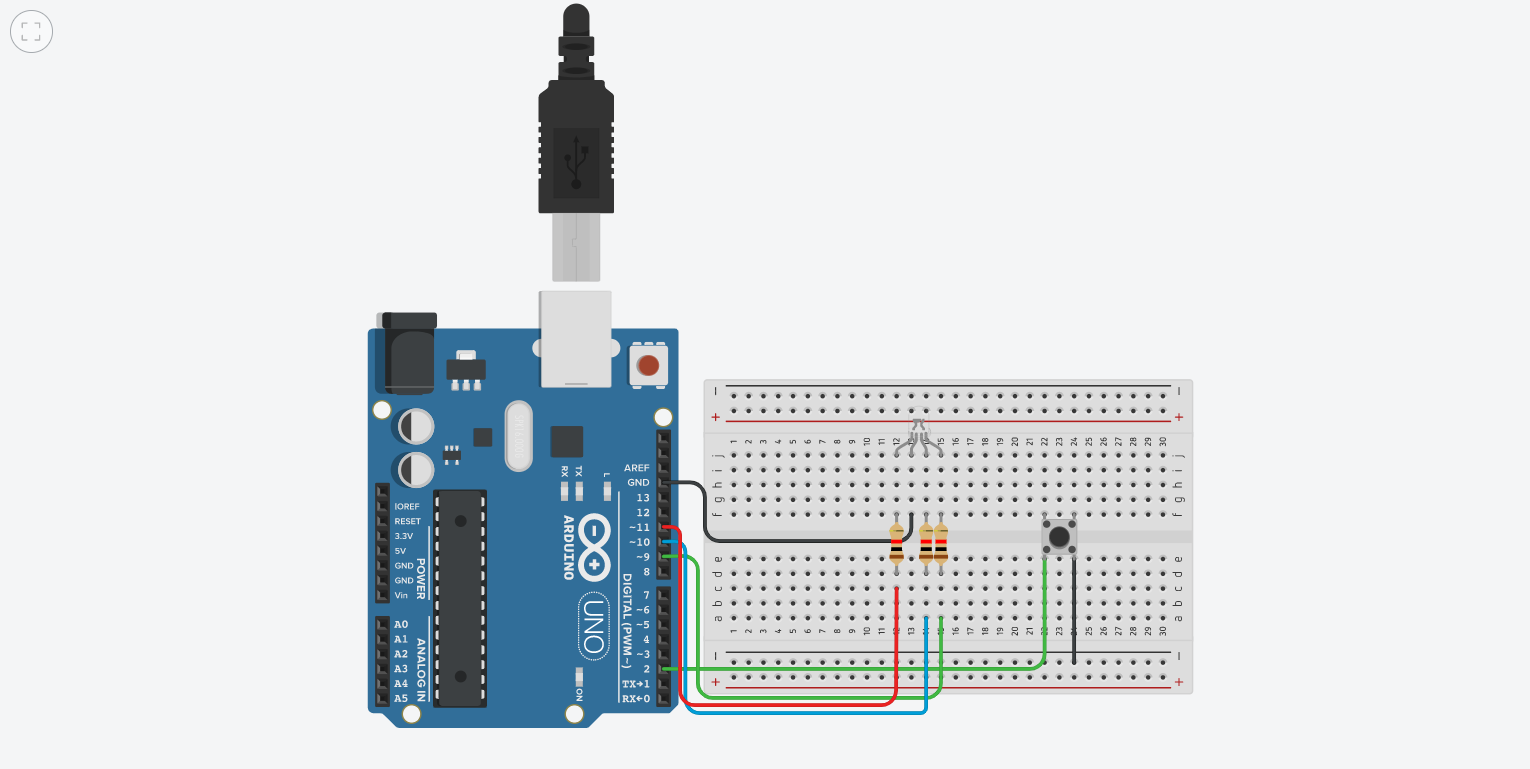 − −
+ +
1 2 3 4 5 6 7 8 9 10 11 12 13 14 15 16 17 18 19 20 21 22 23 24 25 26 27 28 29 30
j j
i i
h h
g g
f f
e e
d d
c c
b b
a a
1 2 3 4 5 6 7 8 9 10 11 12 13 14 15 16 17 18 19 20 21 22 23 24 25 26 27 28 29 30
− −
+ +
RX TX L
AREF
GND
13
12
~11
~10
~9
8
7
~6
~5
4
~3
2
TX→1
RX←0
DIGITAL (PWM~)
ARDUINO
UNO
ON
IOREF
RESET
3.3V
5V
GND
GND
Vin
POWER
A0
A1
A2
A3
A4
A5
ANALOG IN